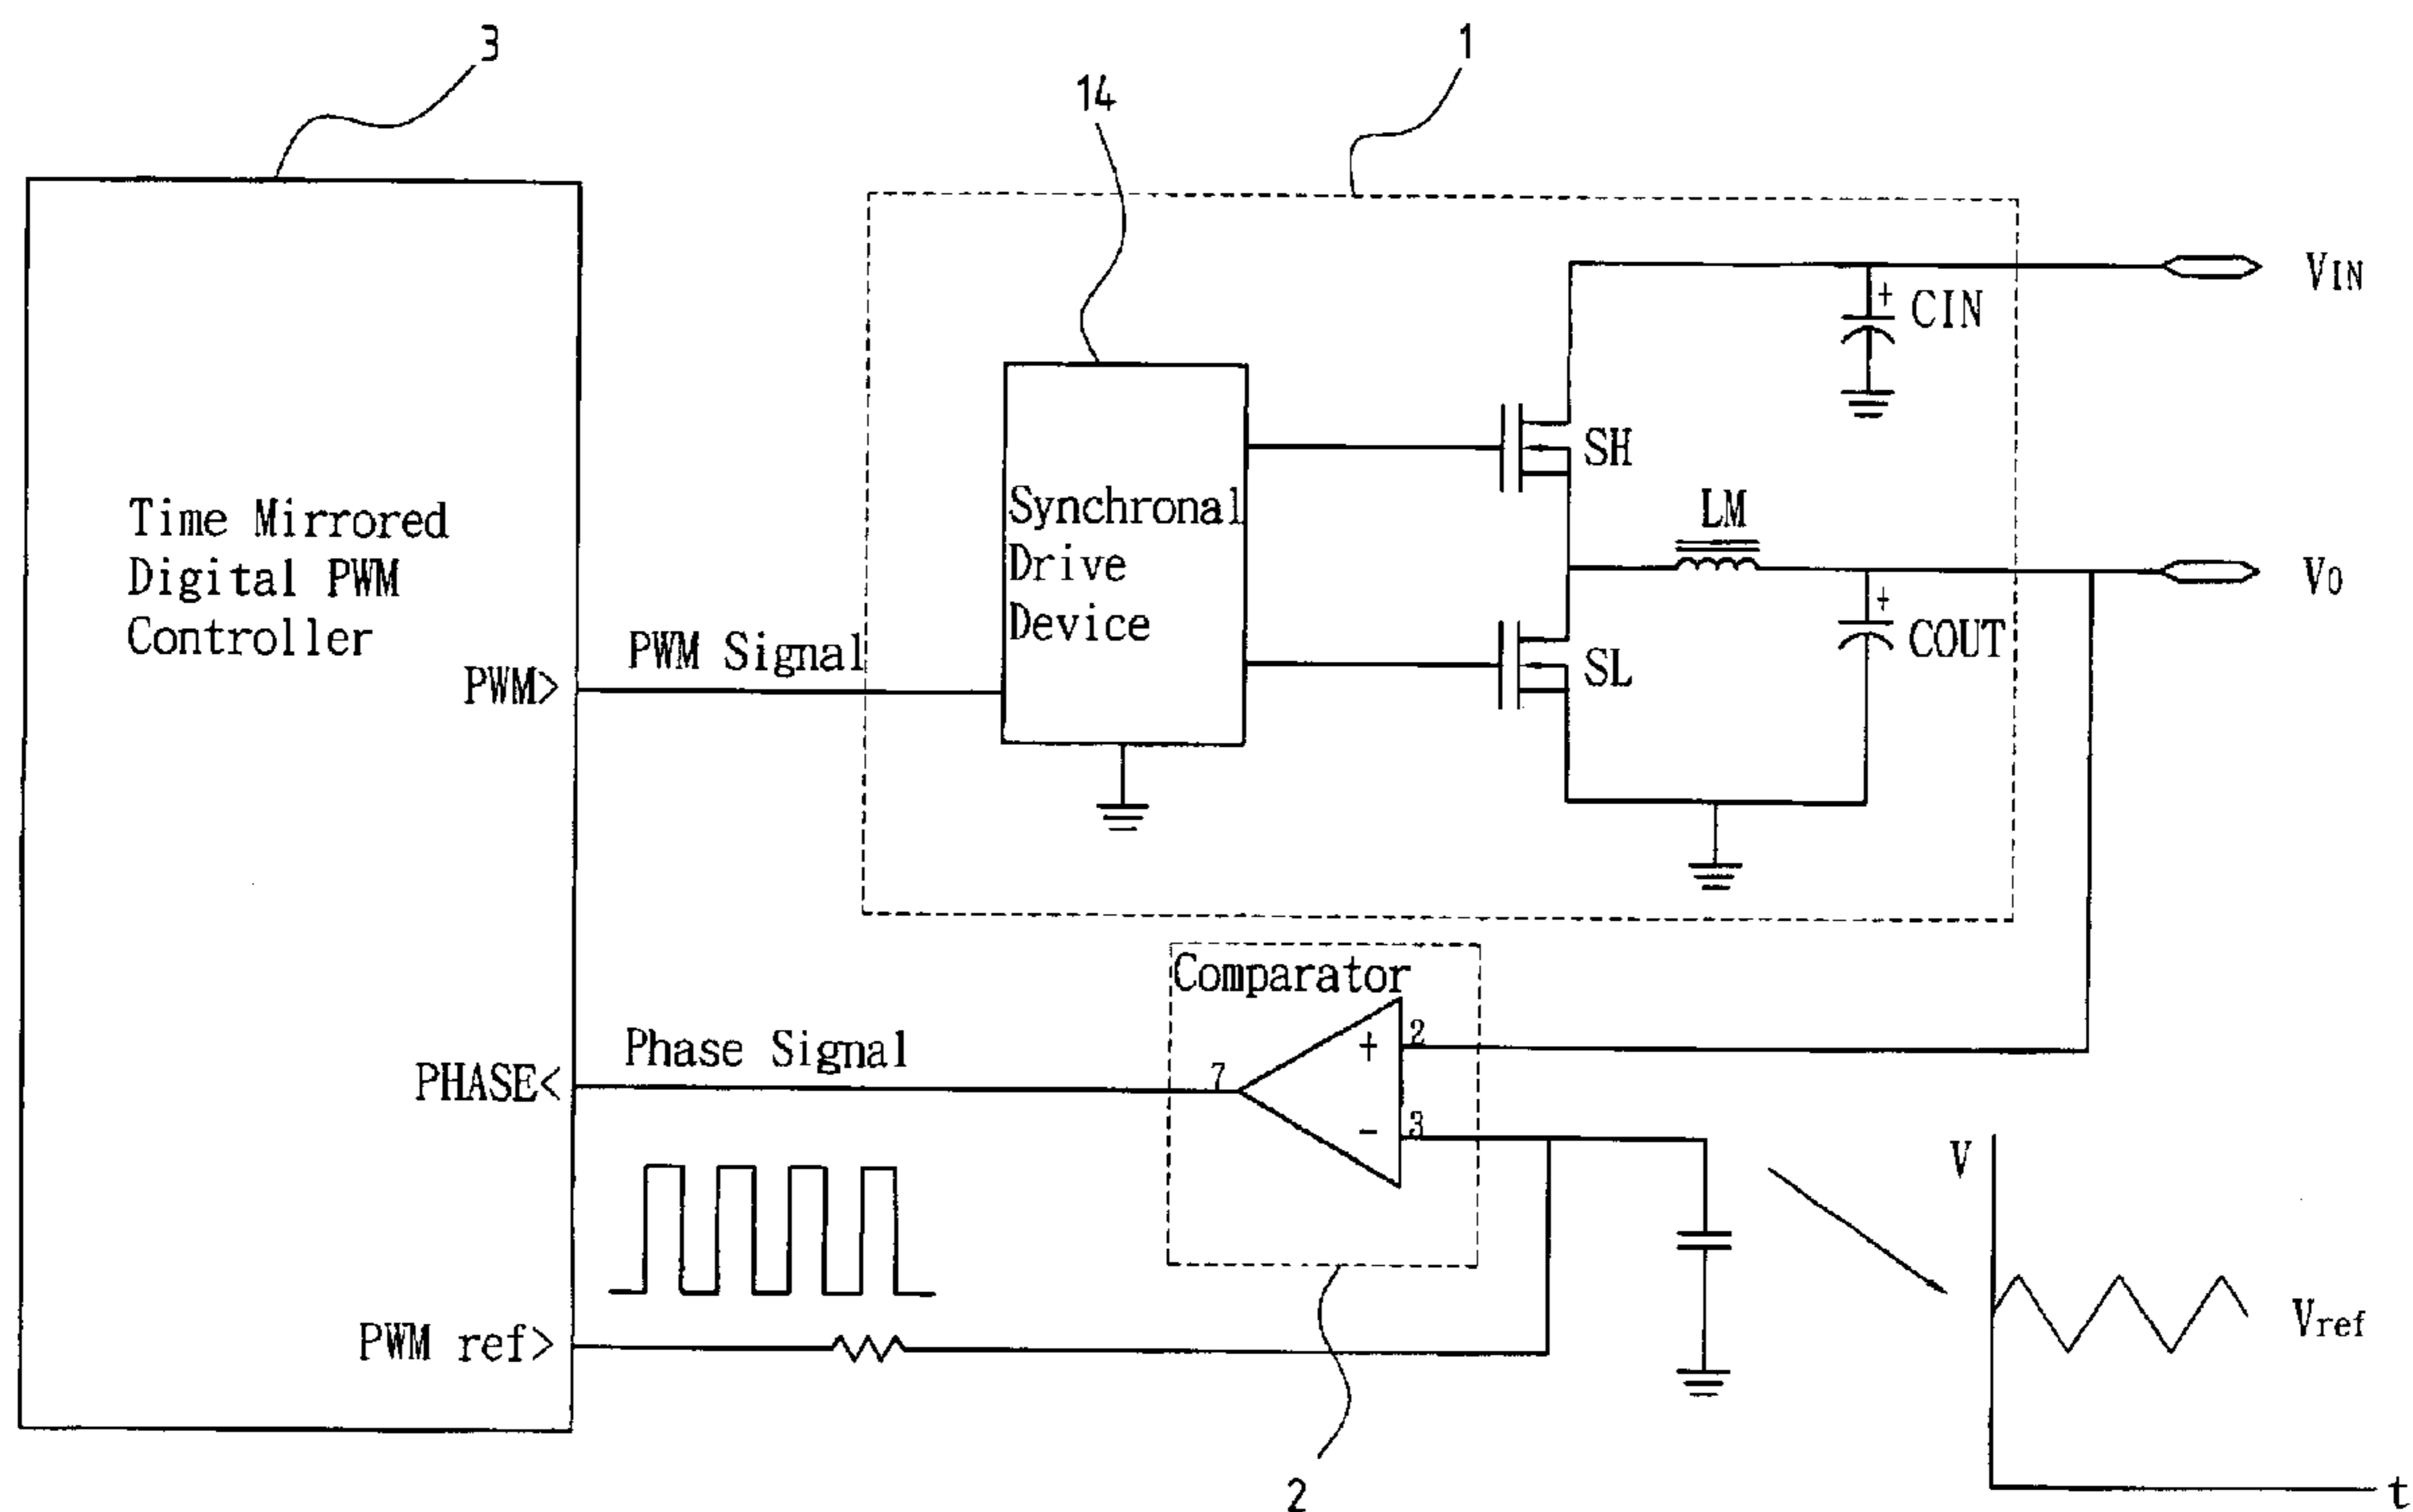 3
1
14
VIN
+
CIN
SH
Time Mirrored
Digital PWM
Controller
Synchronal
Drive
Device
LM
VO
+
COUT
SL
PWM Signal
PWM>
Comparator
+
2
Phase Signal
7
PHASE<
-
3
V
Vref
PWM ref>
2
t